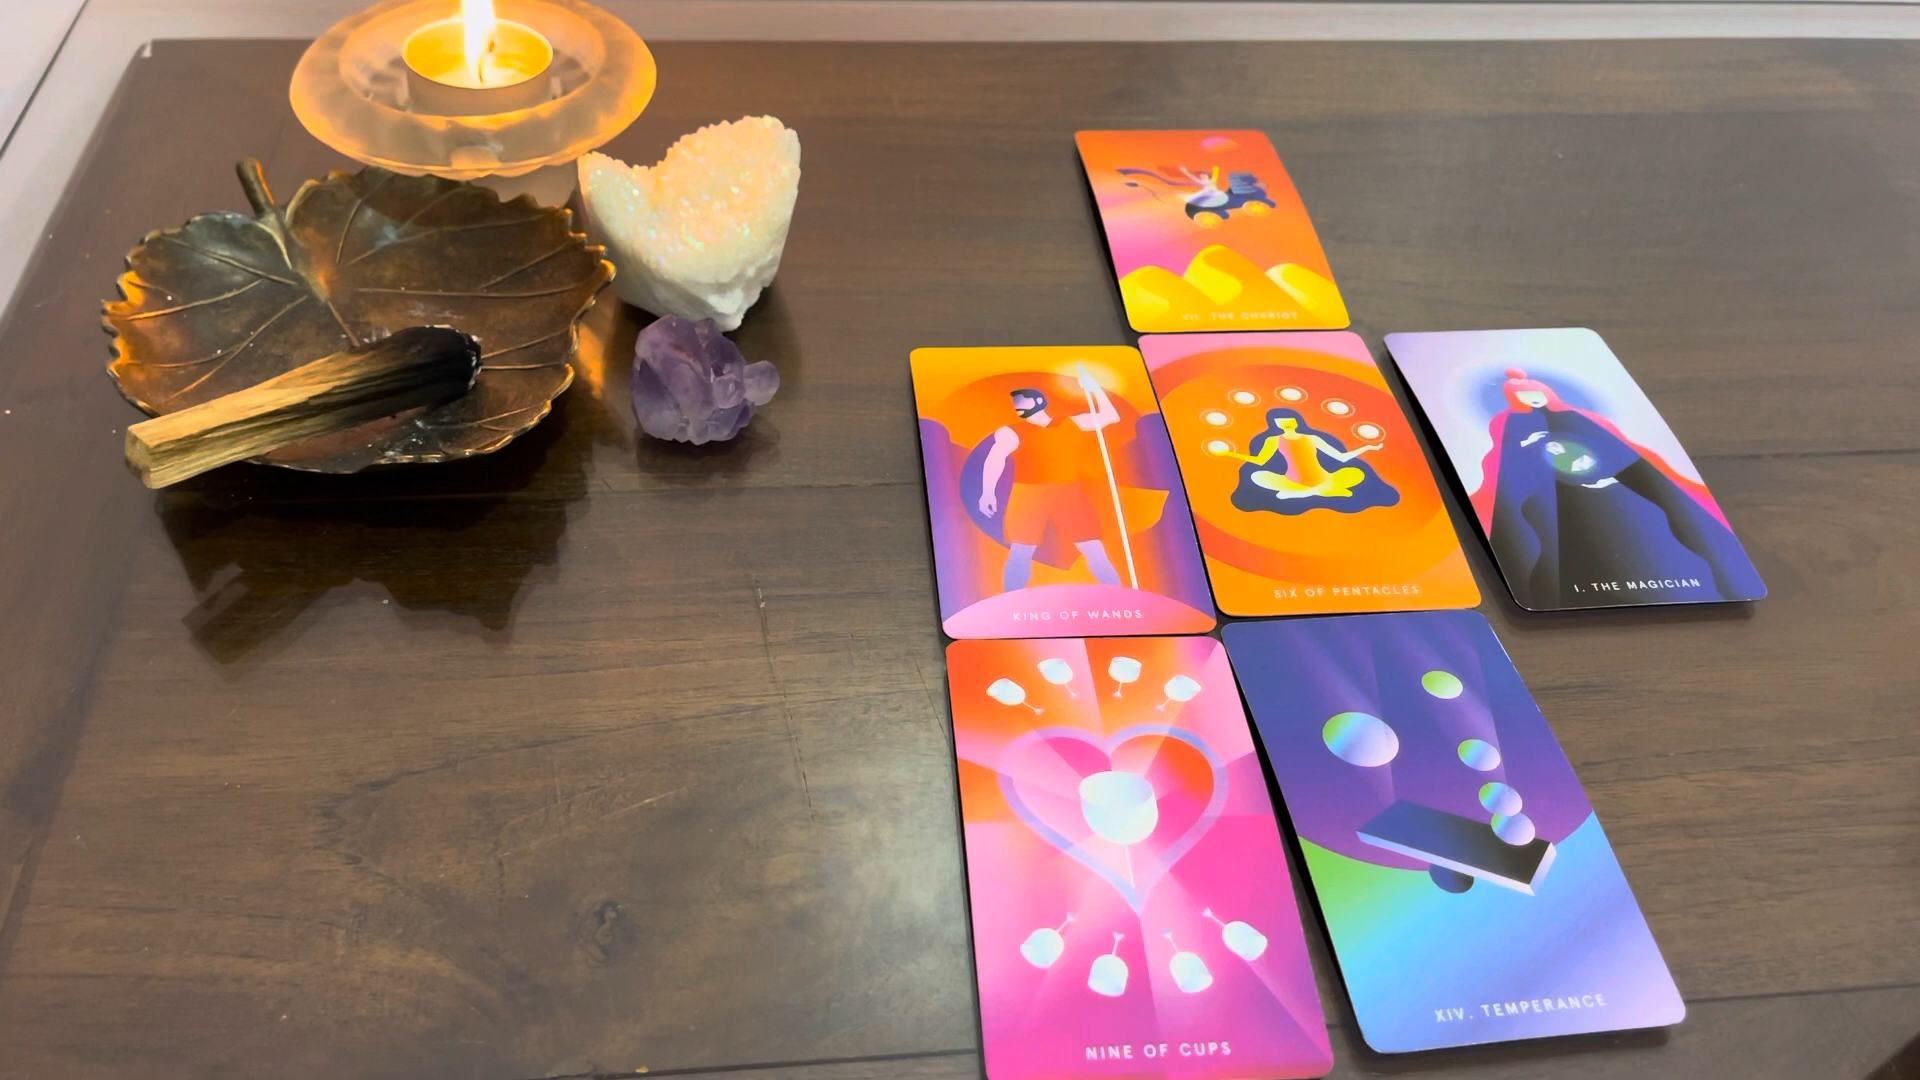 VII. THE CHARIOT
KING OF WANDS
SIX OF PENTACLES
I. THE MAGICIAN
NINE OF CUPS
XIV. TEMPERANCE